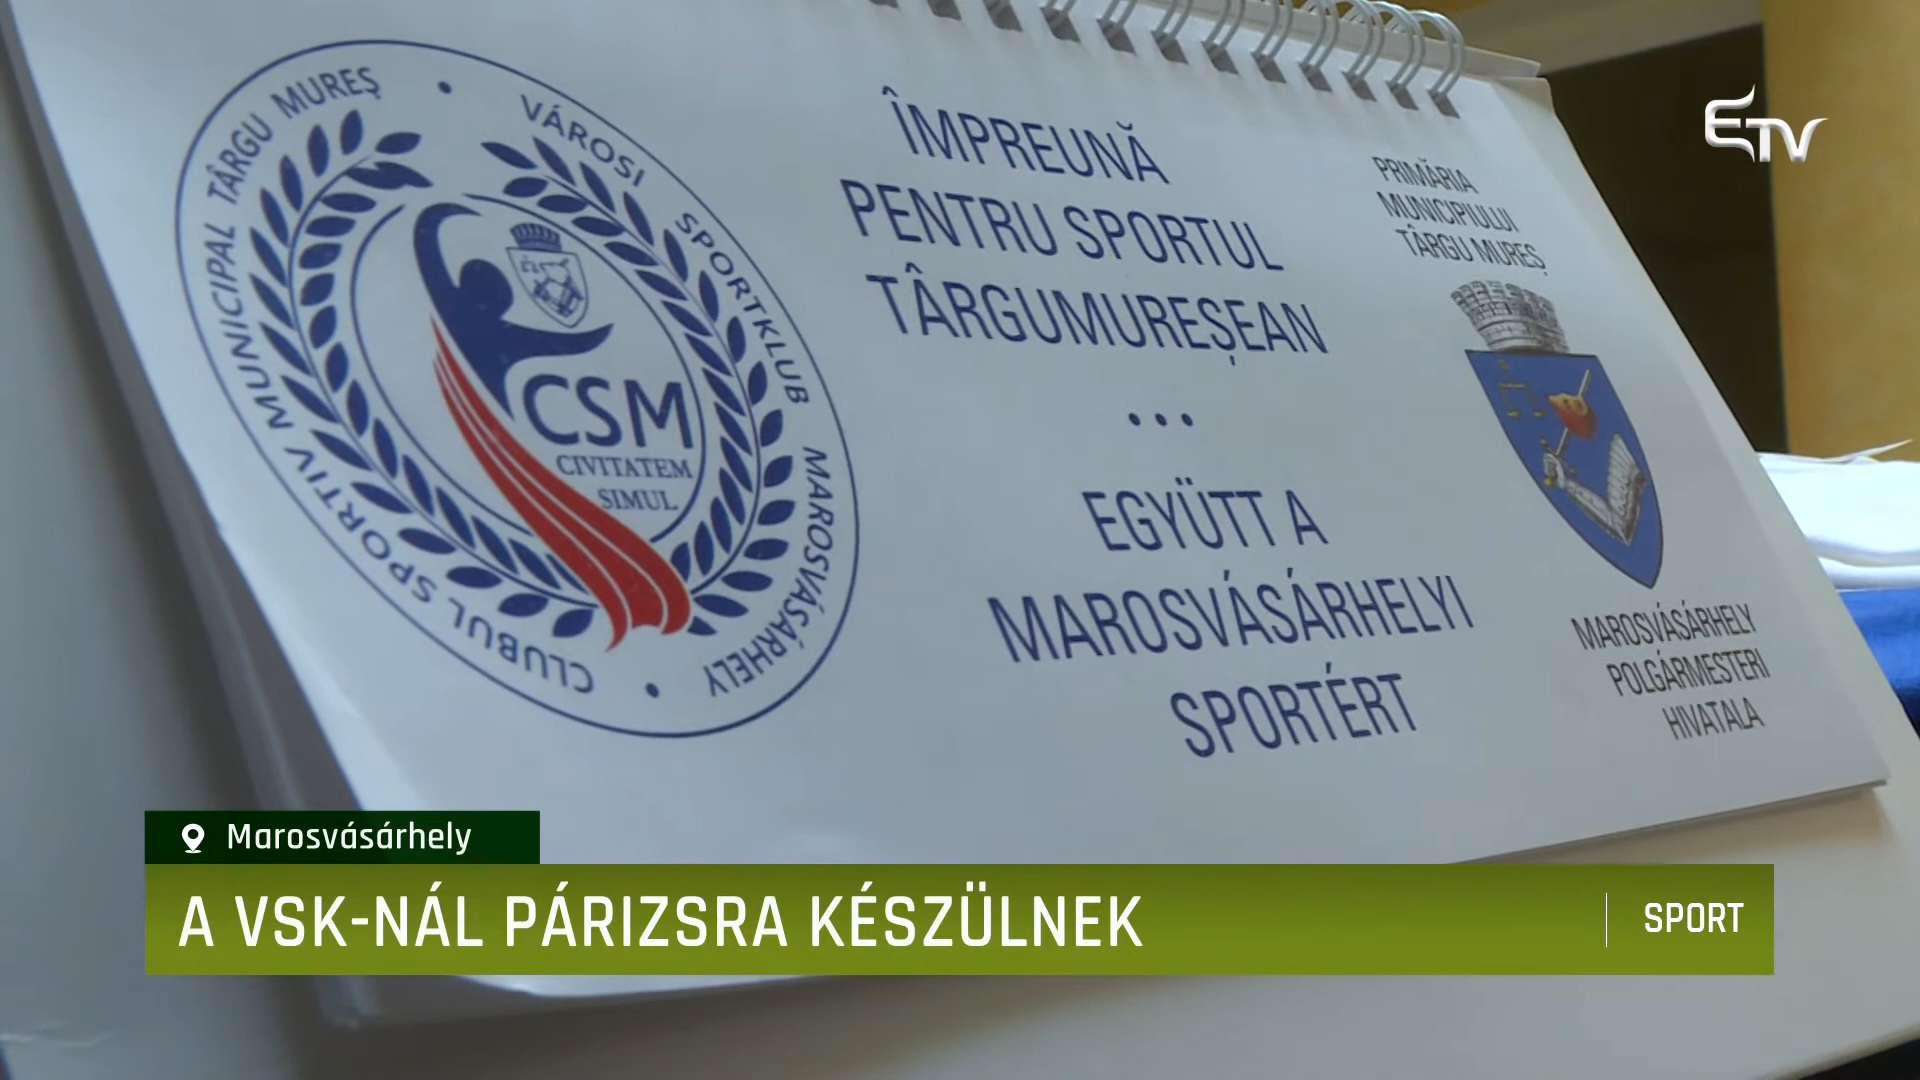 CLUBUL SPORTIV MUNICIPAL TÂRGU MUREȘ • VÁROSI SPORTKLUB MAROSVÁSÁRHELY •
CSM
CIVITATEM
SIMUL
ÎMPREUNĂ
PENTRU SPORTUL
TÂRGUMUREȘEAN
...
EGYÜTT A
MAROSVÁSÁRHELYI
SPORTÉRT
PRIMĂRIA
MUNICIPIULUI
TÂRGU MUREȘ
MAROSVÁSÁRHELY
POLGÁRMESTERI
HIVATALA
ETV
Marosvásárhely
A VSK-NÁL PÁRIZSRA KÉSZÜLNEK
SPORT